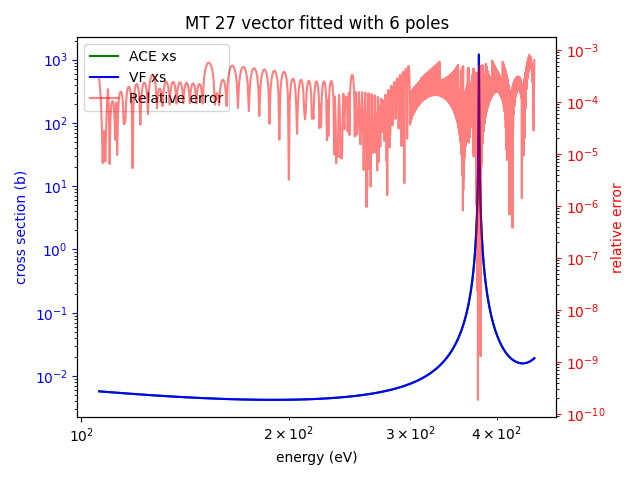 MT 27 vector fitted with 6 poles
ACE xs
VF xs
Relative error
cross section (b)
10³
10²
10¹
10⁰
10⁻¹
10⁻²
10⁻³
10⁻⁴
10⁻⁵
10⁻⁶
10⁻⁷
10⁻⁸
10⁻⁹
10⁻¹⁰
relative error
10² 2 × 10² 3 × 10² 4 × 10²
energy (eV)